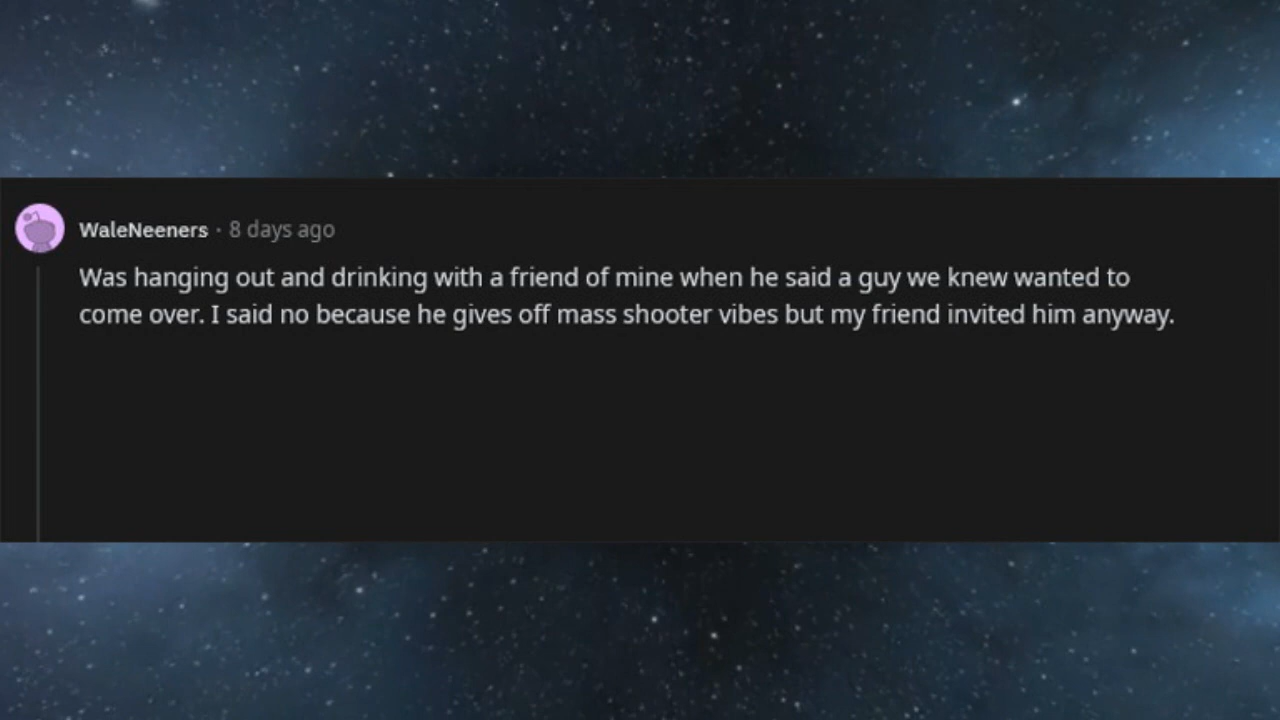 WaleNeeners · 8 days ago
Was hanging out and drinking with a friend of mine when he said a guy we knew wanted to
come over. I said no because he gives off mass shooter vibes but my friend invited him anyway.